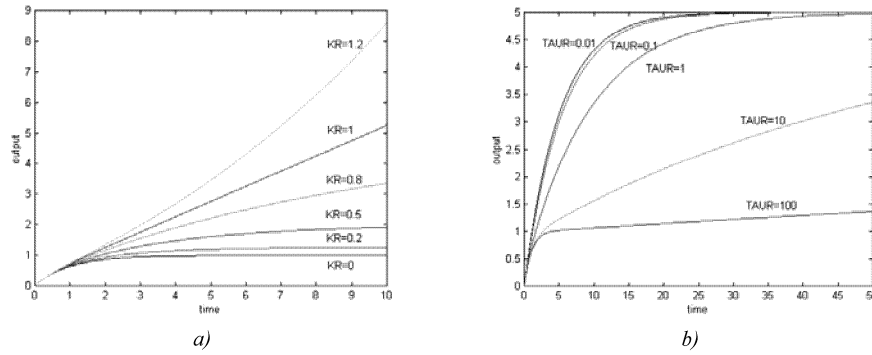 9
8
7
6
5
4
3
2
1
0
output
KR=1.2
KR=1
KR=0.8
KR=0.5
KR=0.2
KR=0
0 1 2 3 4 5 6 7 8 9 10
time
a)
5
4.5
4
3.5
3
2.5
2
1.5
1
0.5
0
output
TAUR=0.01
TAUR=0.1
TAUR=1
TAUR=10
TAUR=100
0 5 10 15 20 25 30 35 40 45 50
time
b)